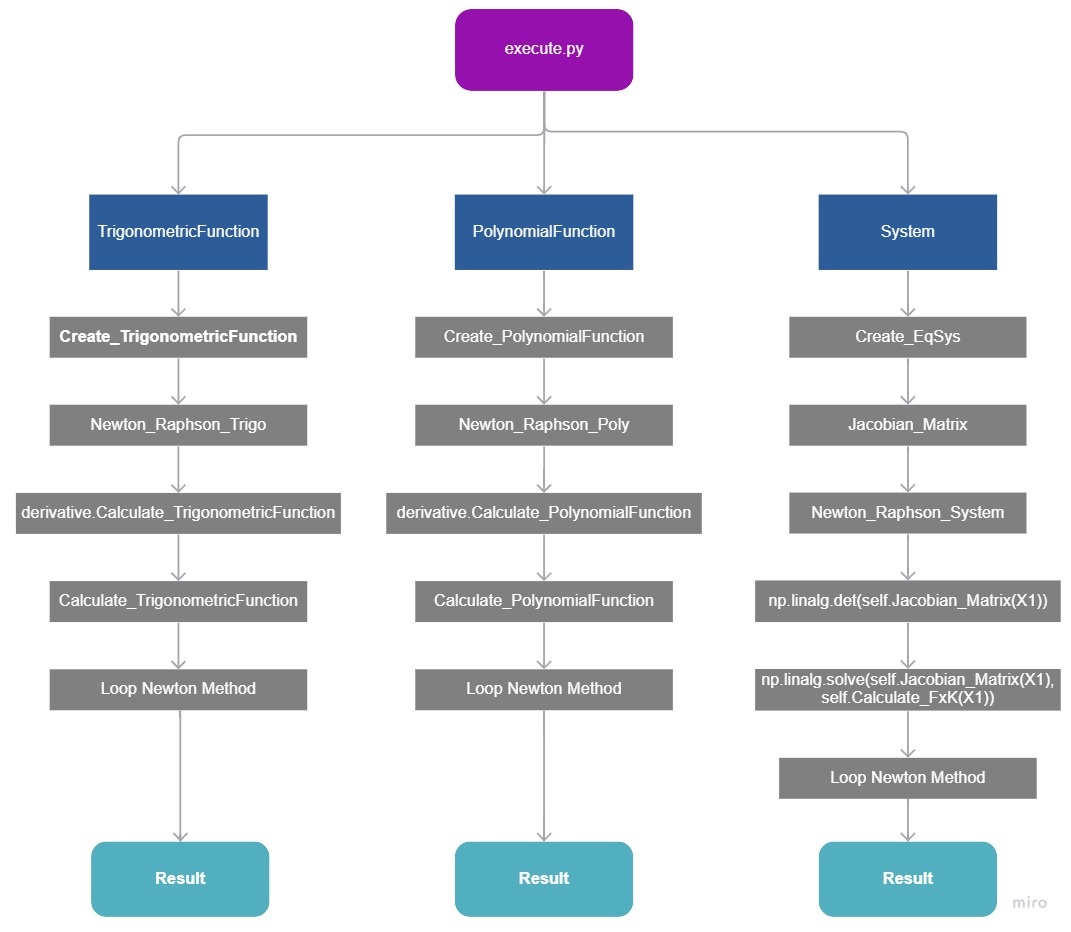 execute.py
TrigonometricFunction
PolynomialFunction
System
Create_TrigonometricFunction
Create_PolynomialFunction
Create_EqSys
Newton_Raphson_Trigo
Newton_Raphson_Poly
Jacobian_Matrix
derivative.Calculate_TrigonometricFunction
derivative.Calculate_PolynomialFunction
Newton_Raphson_System
Calculate_TrigonometricFunction
Calculate_PolynomialFunction
np.linalg.det(self.Jacobian_Matrix(X1))
Loop Newton Method
Loop Newton Method
np.linalg.solve(self.Jacobian_Matrix(X1),
self.Calculate_FxK(X1))
Loop Newton Method
Result
Result
Result
miro